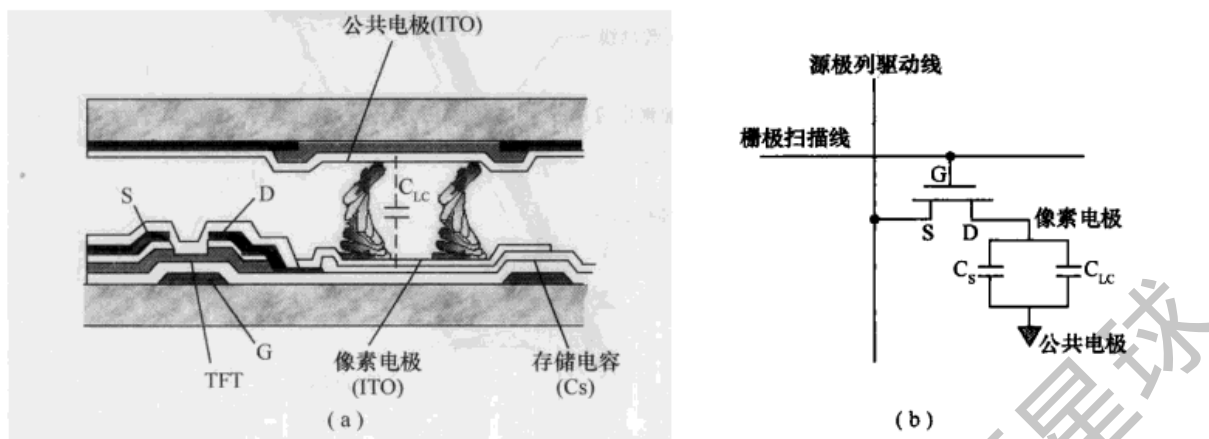 公共电极(ITO)
C_LC
S
D
G
TFT
像素电极
(ITO)
存储电容
(Cs)
(a)
源极列驱动线
栅极扫描线
G
S
D
像素电极
C_S
C_LC
公共电极
(b)
星球